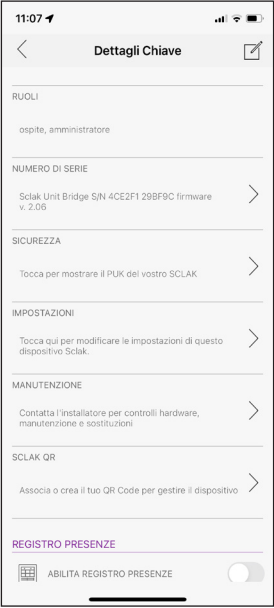 11:07
Dettagli Chiave
RUOLI
ospite, amministratore
NUMERO DI SERIE
Sclak Unit Bridge S/N 4CE2F1 29BF9C firmware
v. 2.06
SICUREZZA
Tocca per mostrare il PUK del vostro SCLAK
IMPOSTAZIONI
Tocca qui per modificare le impostazioni di questo
dispositivo Sclak.
MANUTENZIONE
Contatta l'installatore per controlli hardware,
manutenzione e sostituzioni
SCLAK QR
Associa o crea il tuo QR Code per gestire il dispositivo
REGISTRO PRESENZE
ABILITA REGISTRO PRESENZE